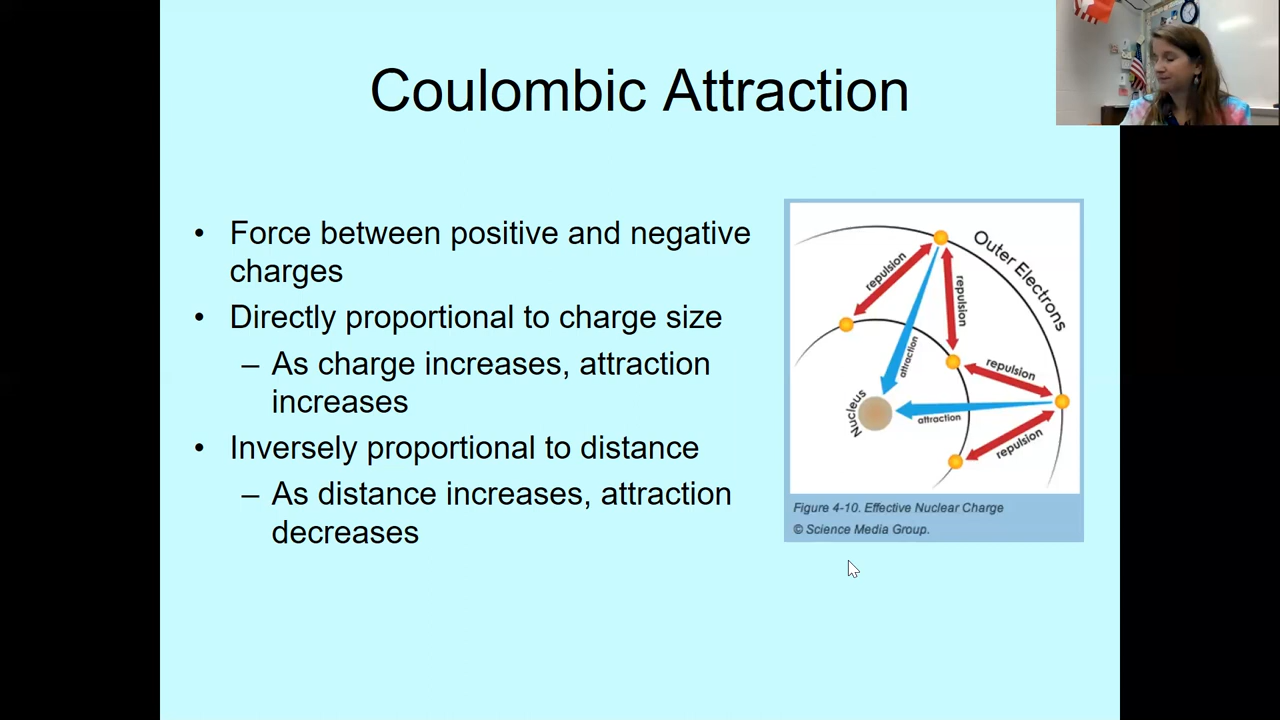 Coulombic Attraction
• Force between positive and negative
charges
• Directly proportional to charge size
– As charge increases, attraction
increases
• Inversely proportional to distance
– As distance increases, attraction
decreases
Outer Electrons
repulsion
repulsion
attraction
repulsion
Nucleus
attraction
repulsion
Figure 4-10. Effective Nuclear Charge
© Science Media Group.